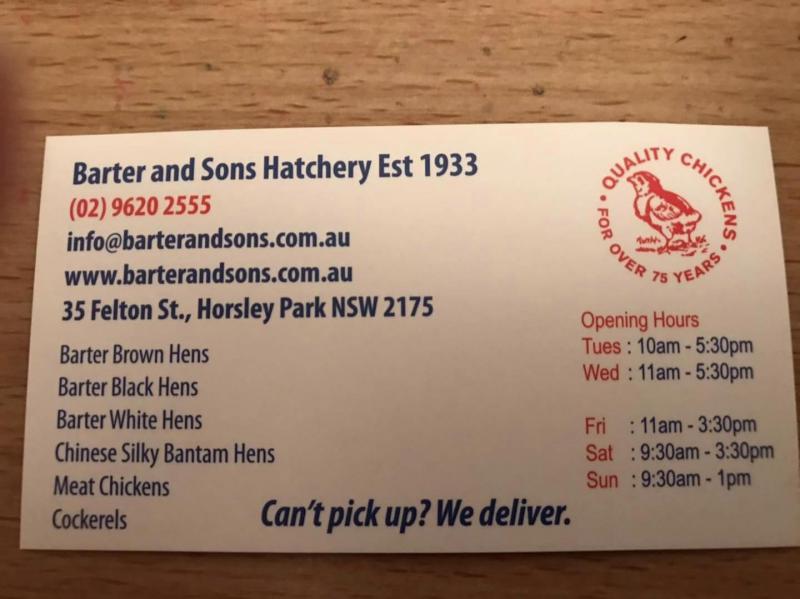 Barter and Sons Hatchery Est 1933
(02) 9620 2555
info@barterandsons.com.au
www.barterandsons.com.au
35 Felton St., Horsley Park NSW 2175
Barter Brown Hens
Barter Black Hens
Barter White Hens
Chinese Silky Bantam Hens
Meat Chickens
Cockerels
Can't pick up? We deliver.
• QUALITY CHICKENS •
FOR OVER 75 YEARS
Opening Hours
Tues : 10am - 5:30pm
Wed : 11am - 5:30pm
Fri : 11am - 3:30pm
Sat : 9:30am - 3:30pm
Sun : 9:30am - 1pm